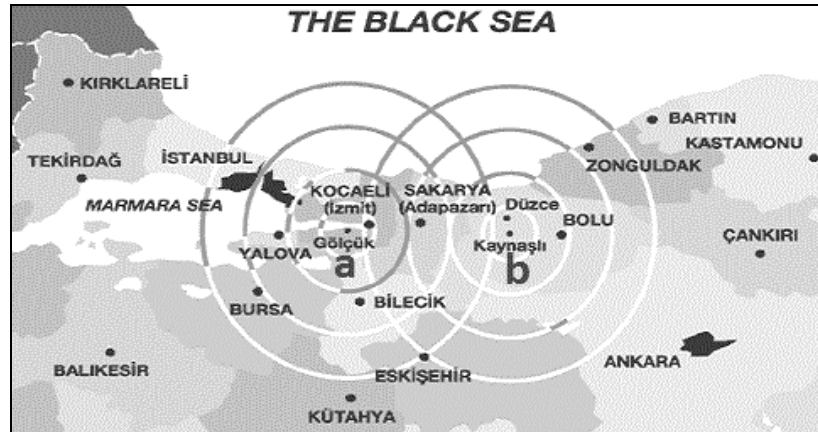 THE BLACK SEA
KIRKLARELİ
BARTIN
KASTAMONU
TEKİRDAĞ
İSTANBUL
ZONGULDAK
MARMARA SEA
KOCAELİ
(İzmit)
SAKARYA
(Adapazarı)
Düzce
BOLU
Gölçük
Kaynaşlı
YALOVA
ÇANKIRI
a
b
BURSA
BİLECİK
BALIKESİR
ESKİŞEHİR
ANKARA
KÜTAHYA